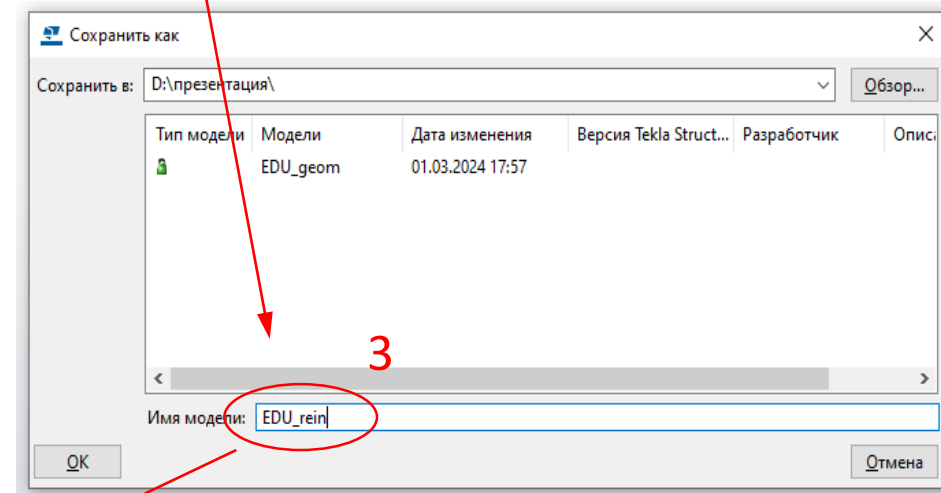 Сохранить как
Сохранить в: D:\презентация\ Обзор...
Тип модели Модели Дата изменения Версия Tekla Struct... Разработчик Описа
EDU_geom 01.03.2024 17:57
3
Имя модели: EDU_rein
OK Отмена